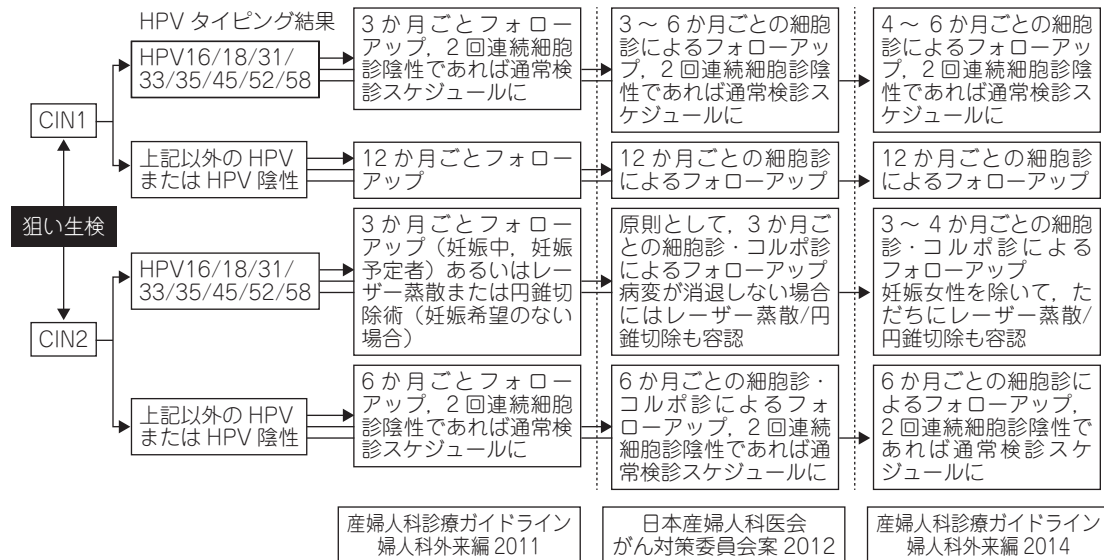 HPV タイピング結果
狙い生検
CIN1
HPV16/18/31/
33/35/45/52/58
3 か月ごとフォロー
アップ，2 回連続細胞
診陰性であれば通常検
診スケジュールに
3 ～ 6 か月ごとの細胞
診によるフォローアッ
プ，2 回連続細胞診陰
性であれば通常検診ス
ケジュールに
4 ～ 6 か月ごとの細胞
診によるフォローアッ
プ，2 回連続細胞診陰
性であれば通常検診ス
ケジュールに
上記以外の HPV
または HPV 陰性
12 か月ごとフォロー
アップ
12 か月ごとの細胞診
によるフォローアップ
12 か月ごとの細胞診
によるフォローアップ
CIN2
HPV16/18/31/
33/35/45/52/58
3 か月ごとフォロー
アップ（妊娠中，妊娠
予定者）あるいはレー
ザー蒸散または円錐切
除術（妊娠希望のない
場合）
原則として，3 か月ご
との細胞診・コルポ診
によるフォローアップ
病変が消退しない場合
にはレーザー蒸散/円
錐切除も容認
3 ～ 4 か月ごとの細胞
診・コルポ診による
フォローアップ
妊娠女性を除いて，た
だちにレーザー蒸散/
円錐切除も容認
上記以外の HPV
または HPV 陰性
6 か月ごとフォロー
アップ，2 回連続細胞
診陰性であれば通常検
診スケジュールに
6 か月ごとの細胞診・
コルポ診によるフォ
ローアップ，2 回連続
細胞診陰性であれば通
常検診スケジュールに
6 か月ごとの細胞診に
よるフォローアップ，
2 回連続細胞診陰性で
あれば通常検診スケ
ジュールに
産婦人科診療ガイドライン
婦人科外来編 2011
日本産婦人科医会
がん対策委員会案 2012
産婦人科診療ガイドライン
婦人科外来編 2014